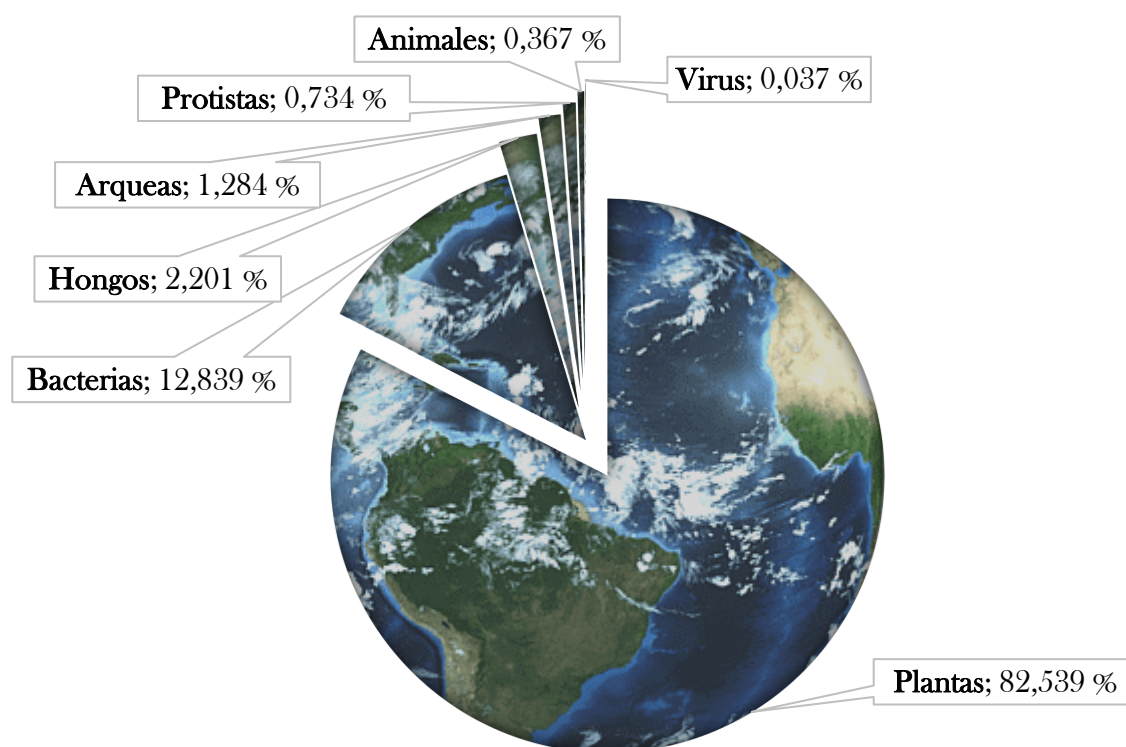 Animales; 0,367 %
Virus; 0,037 %
Protistas; 0,734 %
Arqueas; 1,284 %
Hongos; 2,201 %
Bacterias; 12,839 %
Plantas; 82,539 %